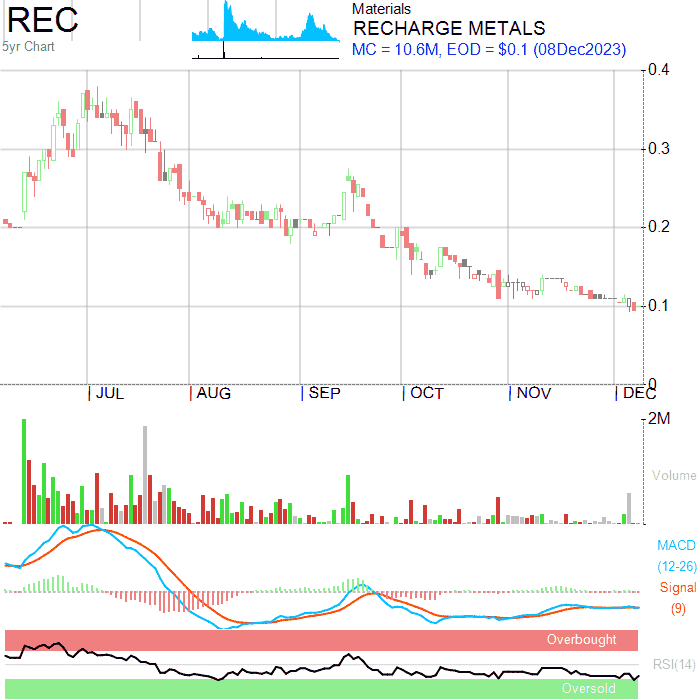 REC
5yr Chart
Materials
RECHARGE METALS
MC = 10.6M, EOD = $0.1 (08Dec2023)
0.4
0.3
0.2
0.1
0
JUL AUG SEP OCT NOV DEC
2M
Volume
MACD
(12-26)
Signal
(9)
Overbought
RSI(14)
Oversold